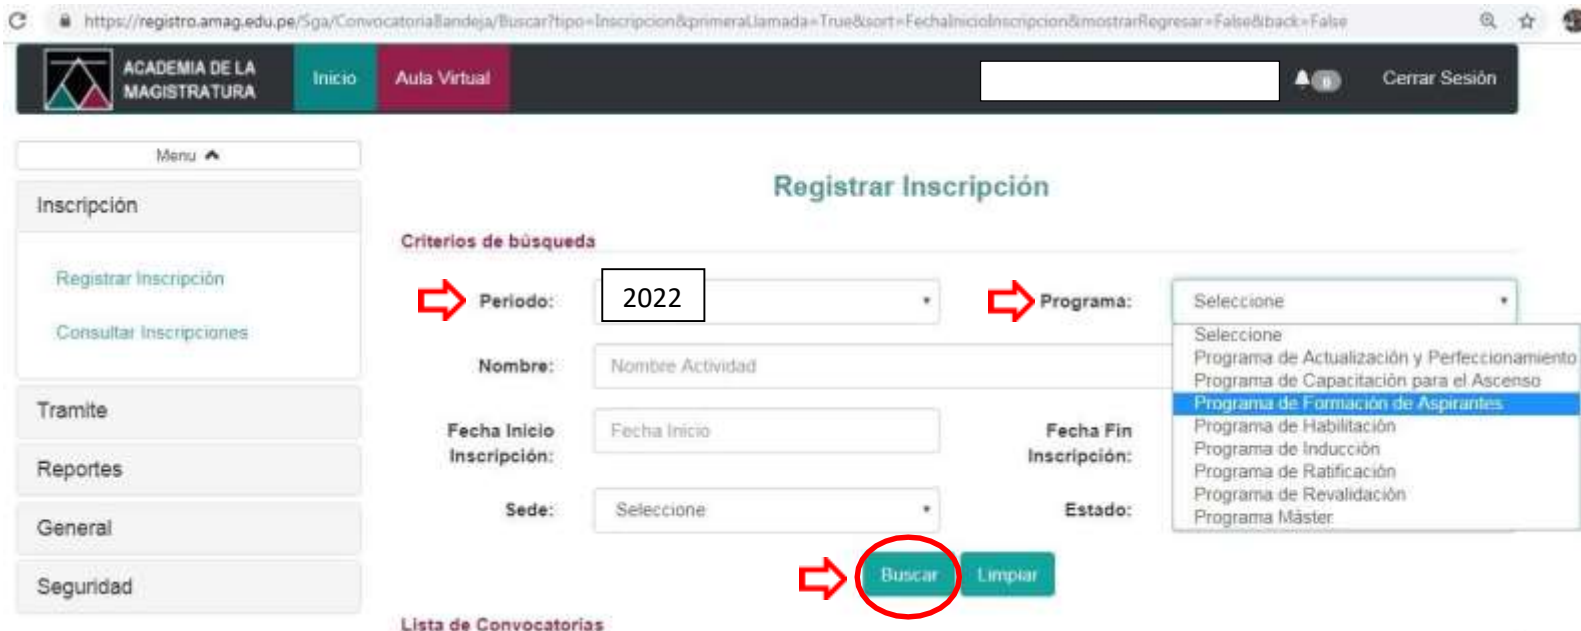 https://registro.amag.edu.pe/Sga/ConvocatoriaBandeja/Buscar?tipo=Inscripcion&primeraLlamada=True&sort=FechaInicioInscripcion&mostrarRegresar=False&back=False
ACADEMIA DE LA
MAGISTRATURA
Inicio
Aula Virtual
0
Cerrar Sesión
Menu
Inscripción
Registrar Inscripción
Consultar Inscripciones
Tramite
Reportes
General
Seguridad
Registrar Inscripción
Criterios de búsqueda
Periodo:
2022
Programa:
Seleccione
Seleccione
Programa de Actualización y Perfeccionamiento
Programa de Capacitación para el Ascenso
Programa de Formación de Aspirantes
Programa de Habilitación
Programa de Inducción
Programa de Ratificación
Programa de Revalidación
Programa Máster
Nombre:
Nombre Actividad
Fecha Inicio
Inscripción:
Fecha Inicio
Fecha Fin
Inscripción:
Sede:
Seleccione
Estado:
Buscar
Limpiar
Lista de Convocatorias